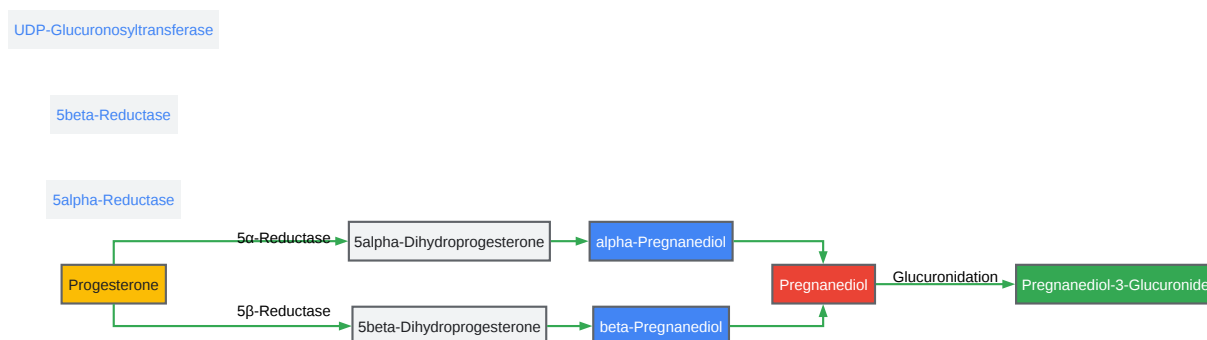 UDP-Glucuronosyltransferase
5beta-Reductase
5alpha-Reductase
5α-Reductase
5alpha-Dihydroprogesterone
alpha-Pregnanediol
Progesterone
Pregnanediol
Glucuronidation
Pregnanediol-3-Glucuronide
5β-Reductase
5beta-Dihydroprogesterone
beta-Pregnanediol